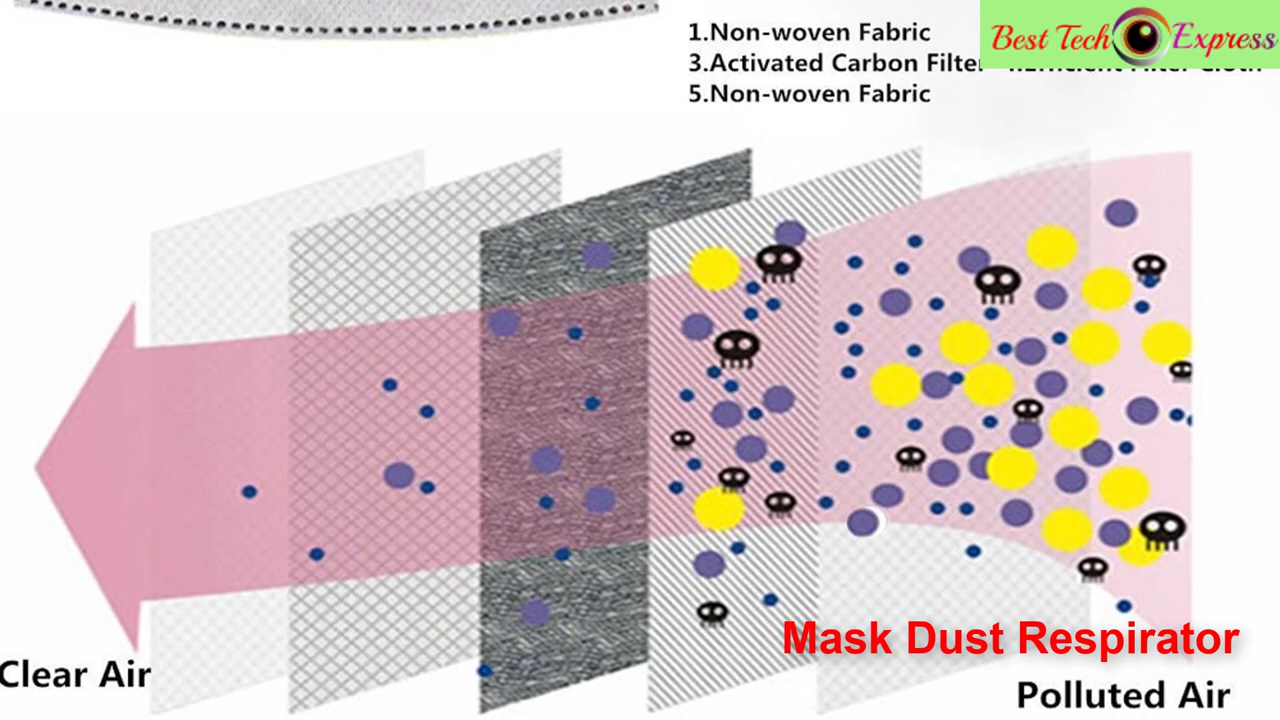 1.Non-woven Fabric
3.Activated Carbon Filter
5.Non-woven Fabric
Best Tech Express
Mask Dust Respirator
Clear Air
Polluted Air